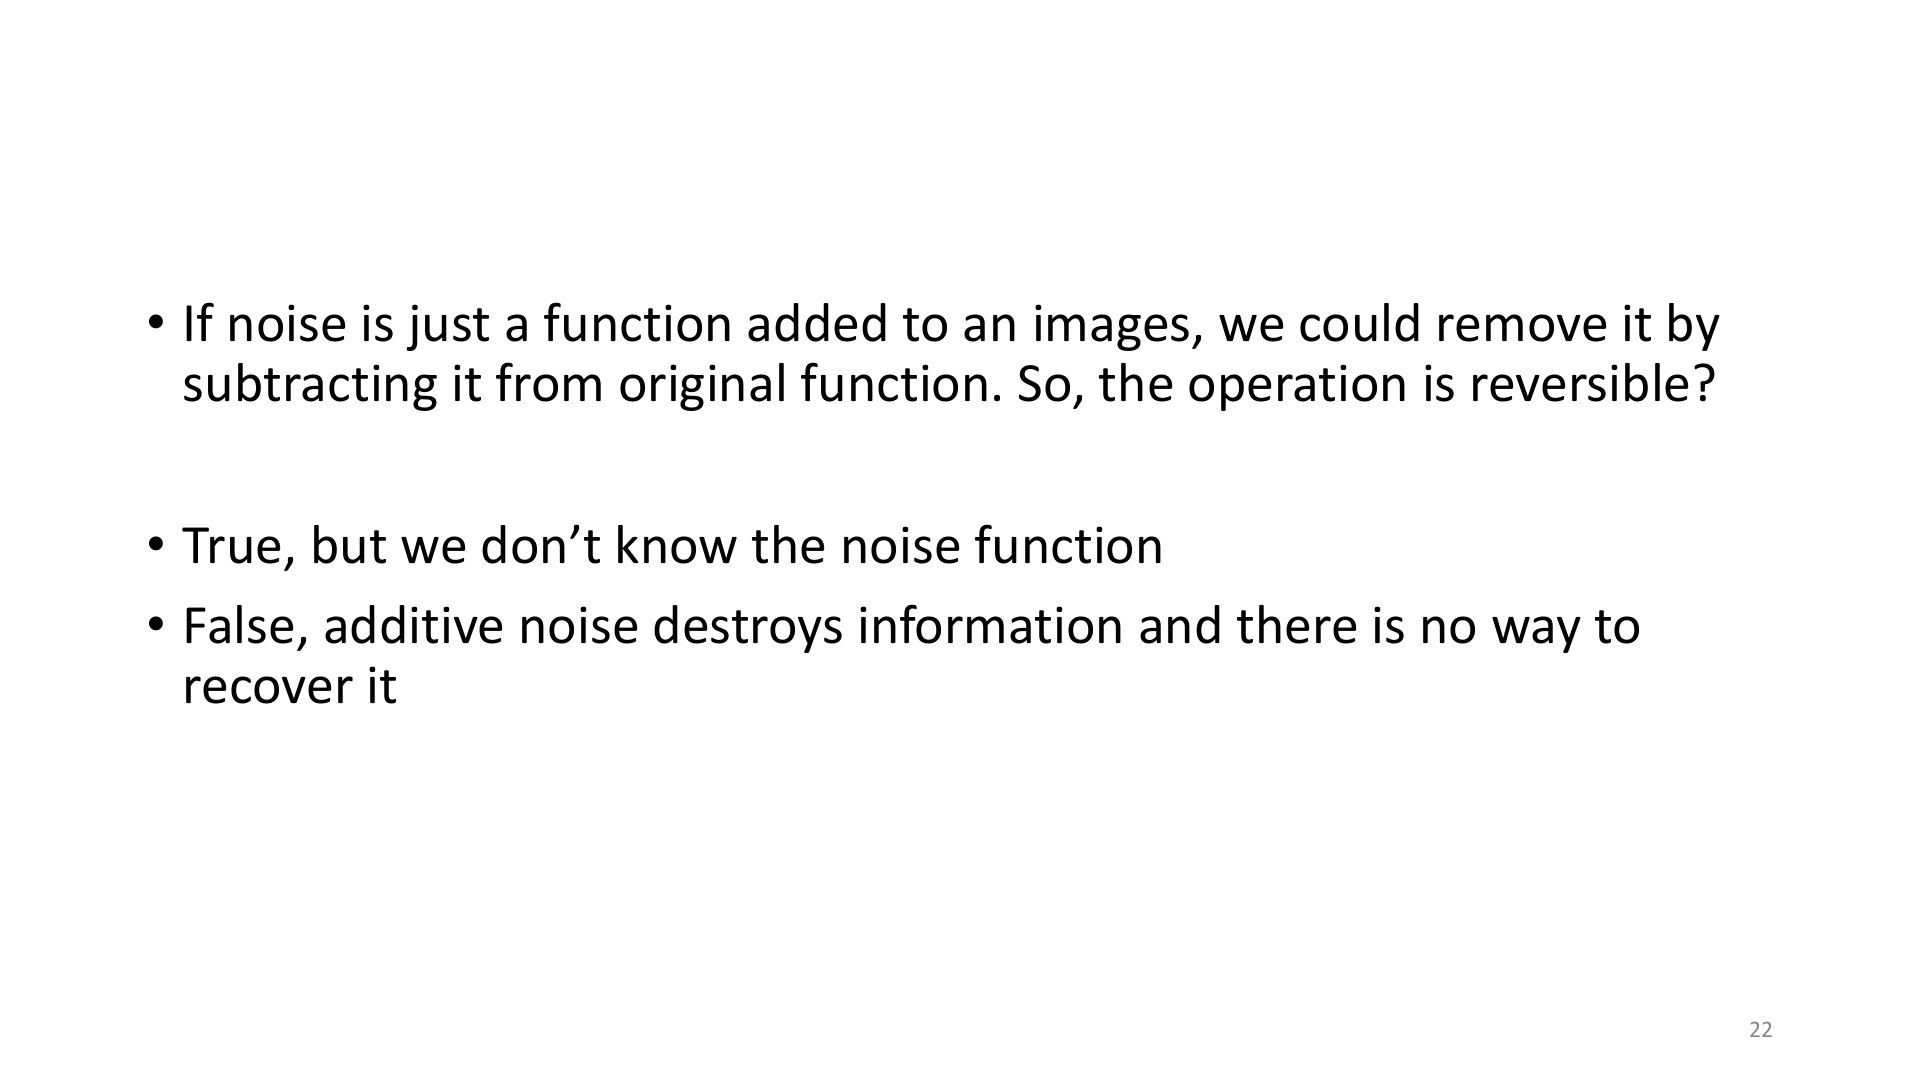 • If noise is just a function added to an images, we could remove it by
subtracting it from original function. So, the operation is reversible?
• True, but we don’t know the noise function
• False, additive noise destroys information and there is no way to
recover it
22